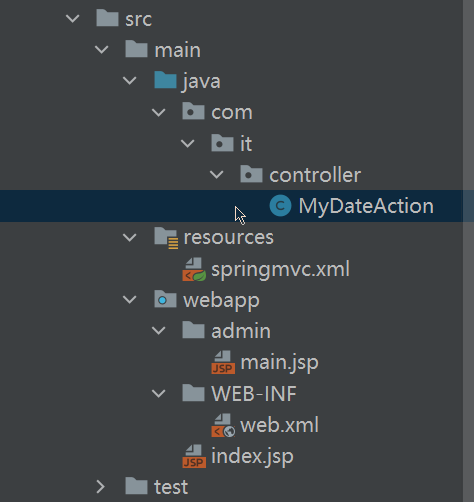 src
main
java
com
it
controller
C MyDateAction
resources
springmvc.xml
webapp
admin
JSP main.jsp
WEB-INF
web.xml
JSP index.jsp
test